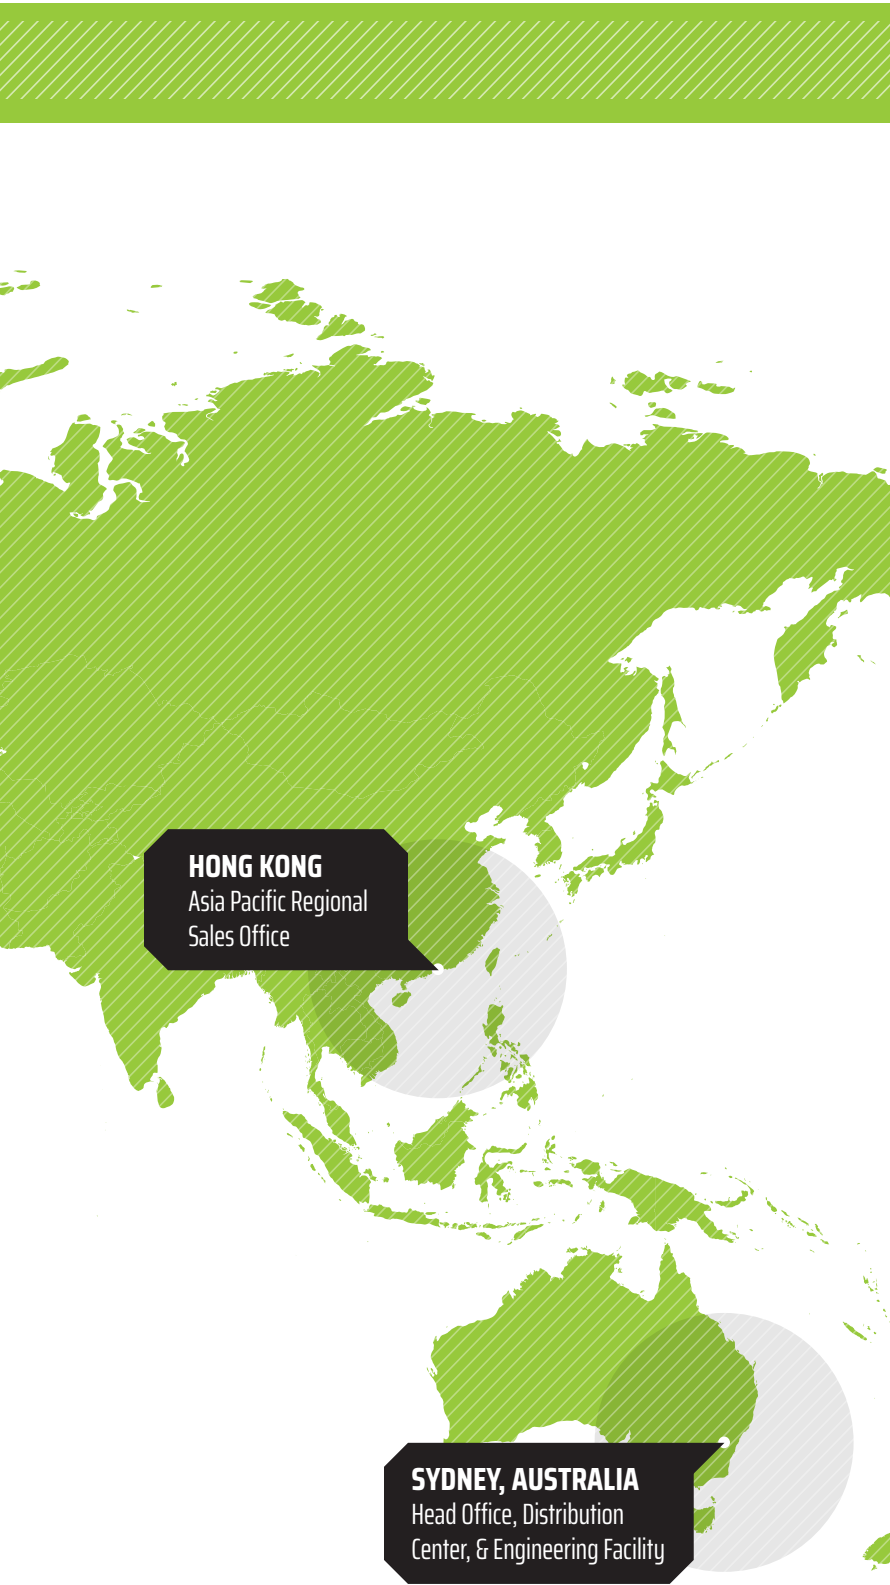 HONG KONG
Asia Pacific Regional
Sales Office
SYDNEY, AUSTRALIA
Head Office, Distribution
Center, & Engineering Facility